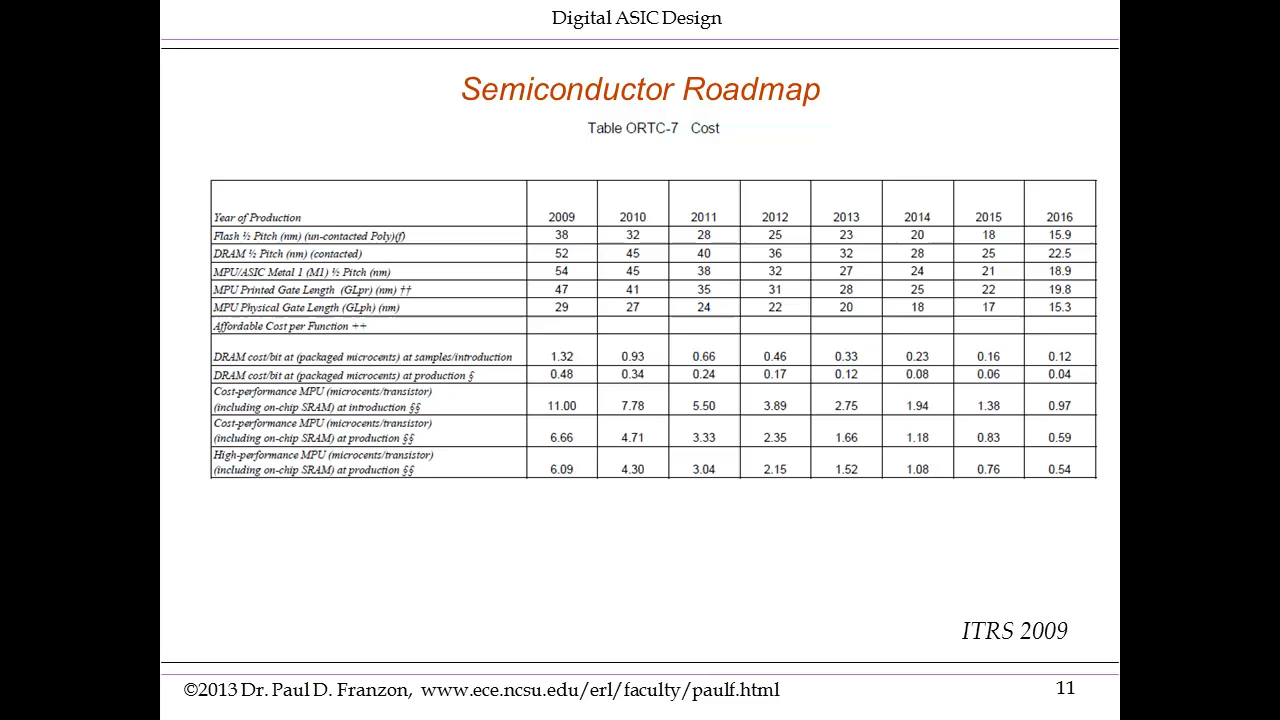 Digital ASIC Design
Semiconductor Roadmap
Table ORTC-7 Cost
Year of Production 2009 2010 2011 2012 2013 2014 2015 2016
Flash ½ Pitch (nm) (un-contacted Poly)(f) 38 32 28 25 23 20 18 15.9
DRAM ½ Pitch (nm) (contacted) 52 45 40 36 32 28 25 22.5
MPU/ASIC Metal 1 (M1) ½ Pitch (nm) 54 45 38 32 27 24 21 18.9
MPU Printed Gate Length (GLpr) (nm) †† 47 41 35 31 28 25 22 19.8
MPU Physical Gate Length (GLph) (nm) 29 27 24 22 20 18 17 15.3
Affordable Cost per Function ++
DRAM cost/bit at (packaged microcents) at samples/introduction 1.32 0.93 0.66 0.46 0.33 0.23 0.16 0.12
DRAM cost/bit at (packaged microcents) at production § 0.48 0.34 0.24 0.17 0.12 0.08 0.06 0.04
Cost-performance MPU (microcents/transistor)
(including on-chip SRAM) at introduction §§ 11.00 7.78 5.50 3.89 2.75 1.94 1.38 0.97
Cost-performance MPU (microcents/transistor)
(including on-chip SRAM) at production §§ 6.66 4.71 3.33 2.35 1.66 1.18 0.83 0.59
High-performance MPU (microcents/transistor)
(including on-chip SRAM) at production §§ 6.09 4.30 3.04 2.15 1.52 1.08 0.76 0.54
ITRS 2009
©2013 Dr. Paul D. Franzon, www.ece.ncsu.edu/erl/faculty/paulf.html 11